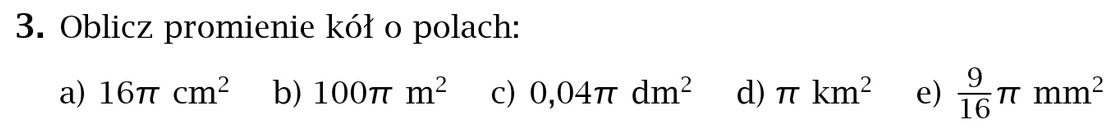 3. Oblicz promienie kół o polach:
a) 16π cm² b) 100π m² c) 0,04π dm² d) π km² e) 9/16 π mm²